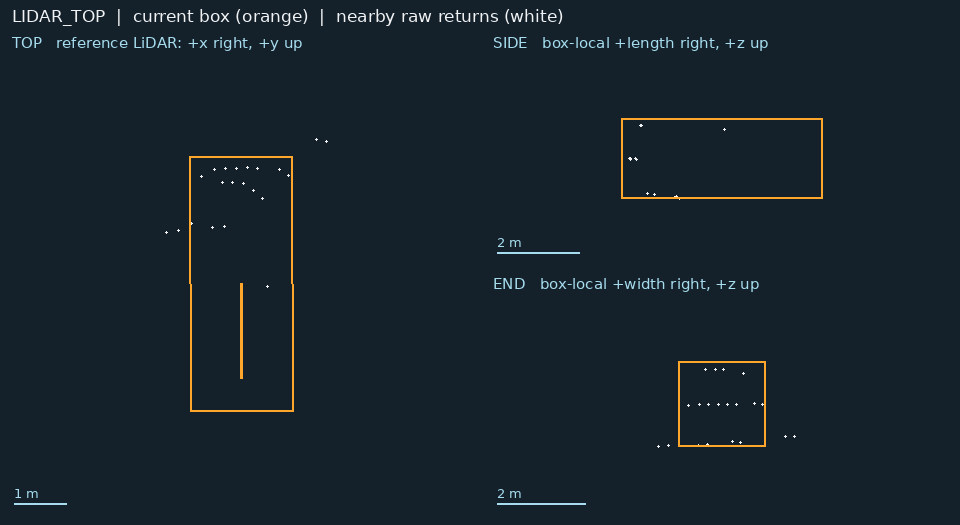 LIDAR_TOP | current box (orange) | nearby raw returns (white)
TOP reference LiDAR: +x right, +y up
SIDE box-local +length right, +z up
2 m
END box-local +width right, +z up
1 m
2 m